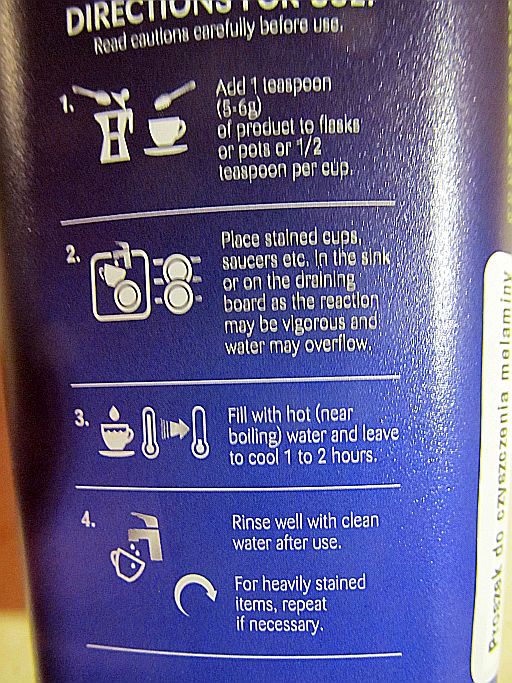 DIRECTIONS FOR USE:
Read cautions carefully before use.
1.
Add 1 teaspoon
(5-6g)
of product to flasks
or pots or 1/2
teaspoon per cup.
2.
Place stained cups,
saucers etc. in the sink
or on the draining
board as the reaction
may be vigorous and
water may overflow.
3.
Fill with hot (near
boiling) water and leave
to cool 1 to 2 hours.
4.
Rinse well with clean
water after use.
For heavily stained
items, repeat
if necessary.
Proszek do czyszczenia melaminy